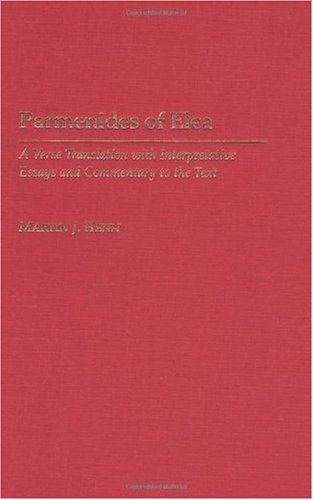 Parmenides of Elea
A Verse Translation with Interpretative
Essays and Commentary to the Text
MARTIN J. HENN